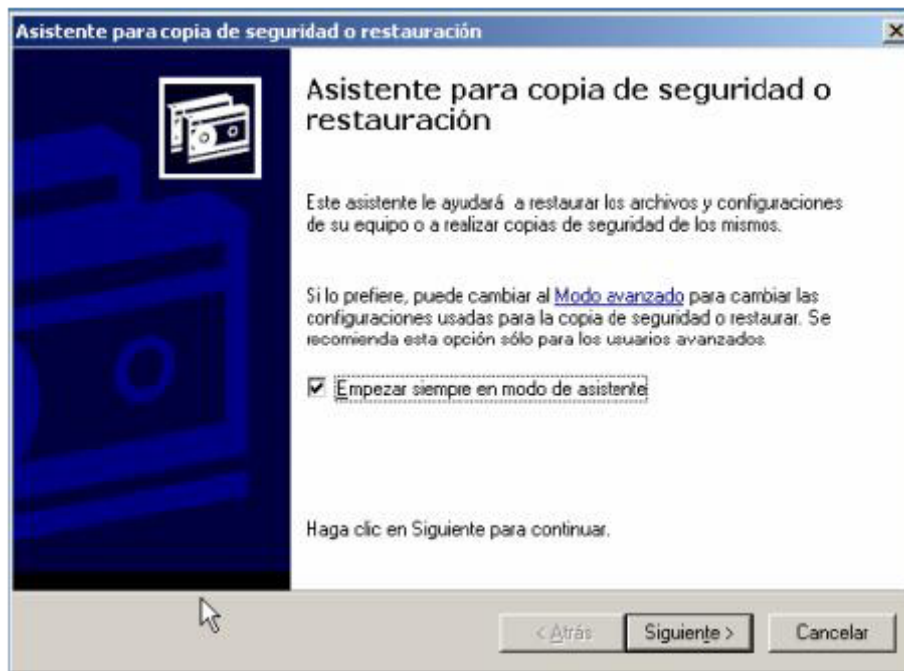 Asistente para copia de seguridad o restauración
Asistente para copia de seguridad o
restauración
Este asistente le ayudará a restaurar los archivos y configuraciones
de su equipo o a realizar copias de seguridad de los mismos.
Si lo prefiere, puede cambiar al Modo avanzado para cambiar las
configuraciones usadas para la copia de seguridad o restaurar. Se
recomienda esta opción sólo para los usuarios avanzados.
Empezar siempre en modo de asistente
Haga clic en Siguiente para continuar.
< Atrás Siguiente > Cancelar